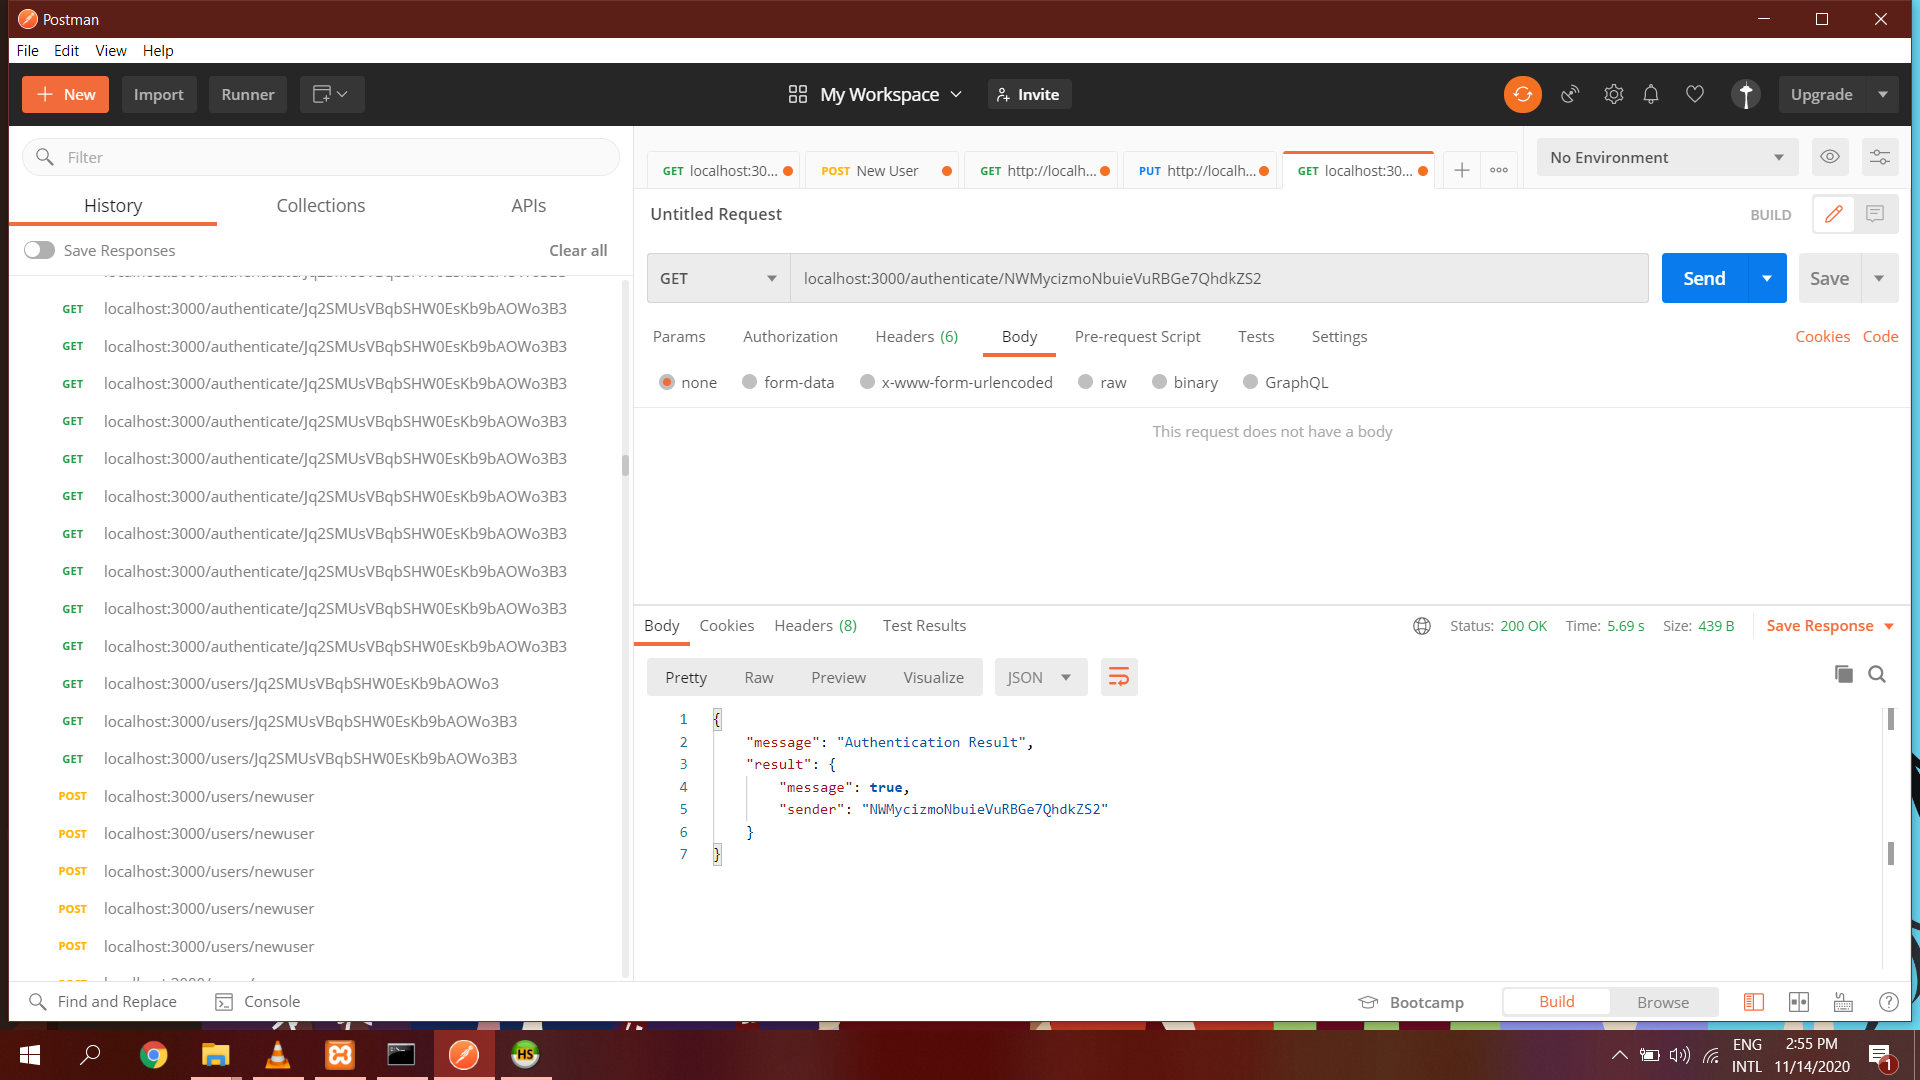 Postman
File Edit View Help
New Import Runner My Workspace Invite Upgrade
Filter
History Collections APIs
Save Responses Clear all
GET localhost:3000/authenticate/Jq2SMUsVBqbSHW0EsKb9bAOWo3B3
GET localhost:3000/authenticate/Jq2SMUsVBqbSHW0EsKb9bAOWo3B3
GET localhost:3000/authenticate/Jq2SMUsVBqbSHW0EsKb9bAOWo3B3
GET localhost:3000/authenticate/Jq2SMUsVBqbSHW0EsKb9bAOWo3B3
GET localhost:3000/authenticate/Jq2SMUsVBqbSHW0EsKb9bAOWo3B3
GET localhost:3000/authenticate/Jq2SMUsVBqbSHW0EsKb9bAOWo3B3
GET localhost:3000/authenticate/Jq2SMUsVBqbSHW0EsKb9bAOWo3B3
GET localhost:3000/authenticate/Jq2SMUsVBqbSHW0EsKb9bAOWo3B3
GET localhost:3000/authenticate/Jq2SMUsVBqbSHW0EsKb9bAOWo3B3
GET localhost:3000/authenticate/Jq2SMUsVBqbSHW0EsKb9bAOWo3B3
GET localhost:3000/users/Jq2SMUsVBqbSHW0EsKb9bAOWo3
GET localhost:3000/users/Jq2SMUsVBqbSHW0EsKb9bAOWo3B3
GET localhost:3000/users/Jq2SMUsVBqbSHW0EsKb9bAOWo3B3
POST localhost:3000/users/newuser
POST localhost:3000/users/newuser
POST localhost:3000/users/newuser
POST localhost:3000/users/newuser
POST localhost:3000/users/newuser
GET localhost:30... POST New User GET http://localh... PUT http://localh... GET localhost:30... No Environment
Untitled Request BUILD
GET localhost:3000/authenticate/NWMycizmoNbuieVuRBGe7QhdkZS2 Send Save
Params Authorization Headers (6) Body Pre-request Script Tests Settings Cookies Code
none form-data x-www-form-urlencoded raw binary GraphQL
This request does not have a body
Body Cookies Headers (8) Test Results Status: 200 OK Time: 5.69 s Size: 439 B Save Response
Pretty Raw Preview Visualize JSON
1 {
2 "message": "Authentication Result",
3 "result": {
4 "message": true,
5 "sender": "NWMycizmoNbuieVuRBGe7QhdkZS2"
6 }
7 }
Find and Replace Console Bootcamp Build Browse
HS ENG 2:55 PM
INTL 11/14/2020 1